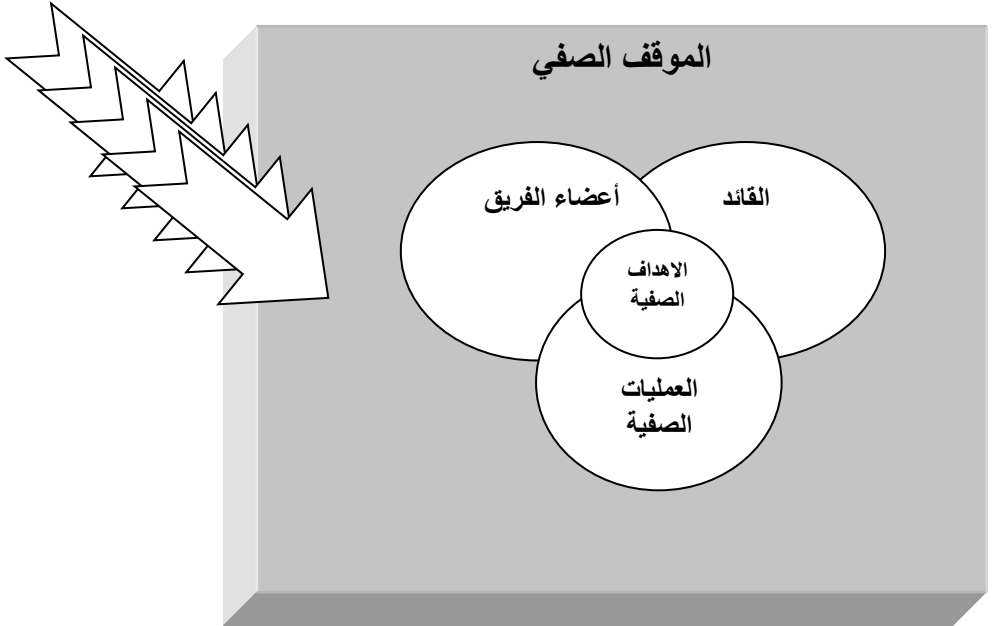 الموقف الصفي
القائد
أعضاء الفريق
الاهداف
الصفية
العمليات
الصفية